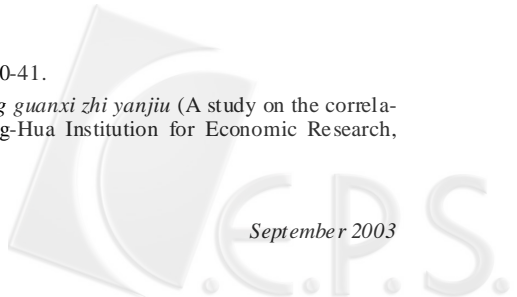 0-41.
g guanxi zhi yanjiu (A study on the correla-
g-Hua Institution for Economic Research,
September 2003
C.E.P.S.